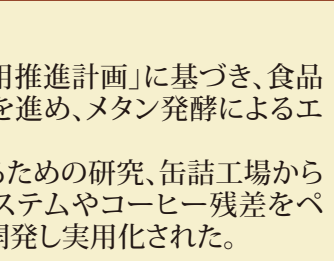 用推進計画」に基づき、食品
を進め、メタン発酵によるエ
るための研究、缶詰工場から
ステムやコーヒー残差をペ
開発し実用化された。